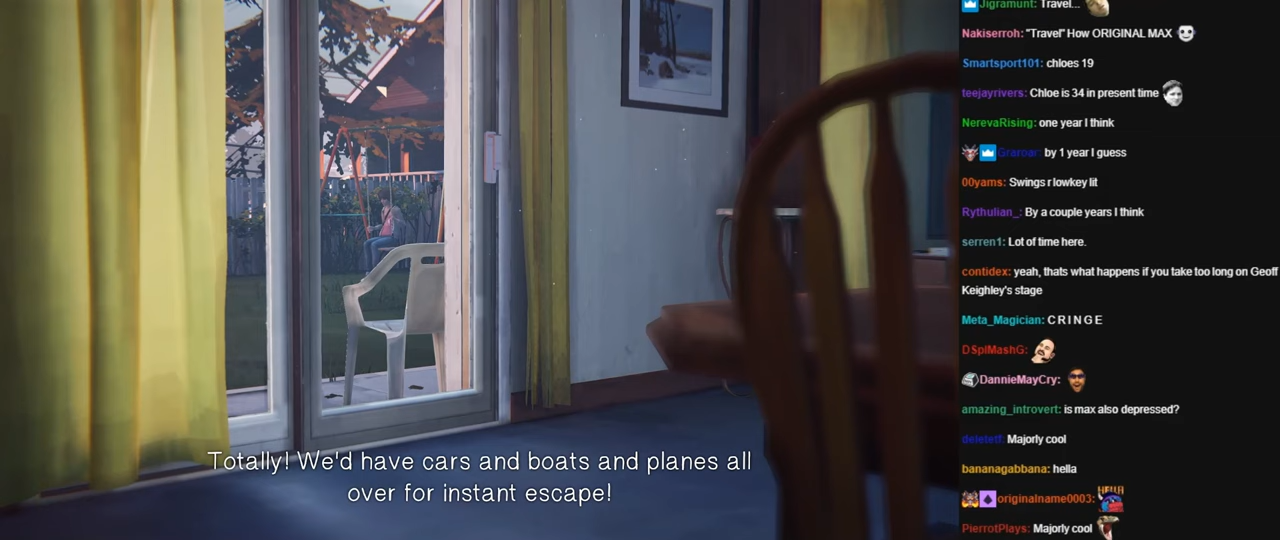 Totally! We'd have cars and boats and planes all
over for instant escape!
Jigramunt: Travel...
Nakiserroh: "Travel" How ORIGINAL MAX
Smartsport101: chloes 19
teejayrivers: Chloe is 34 in present time
NerevaRising: one year I think
Graroar: by 1 year I guess
00yams: Swings r lowkey lit
Rythulian_: By a couple years I think
serren1: Lot of time here.
contidex: yeah, thats what happens if you take too long on Geoff
Keighley's stage
Meta_Magician: C R I N G E
DSplMashG:
DannieMayCry:
amazing_introvert: is max also depressed?
deletetf: Majorly cool
bananagabbana: hella
originalname0003: HELLA
PierrotPlays: Majorly cool